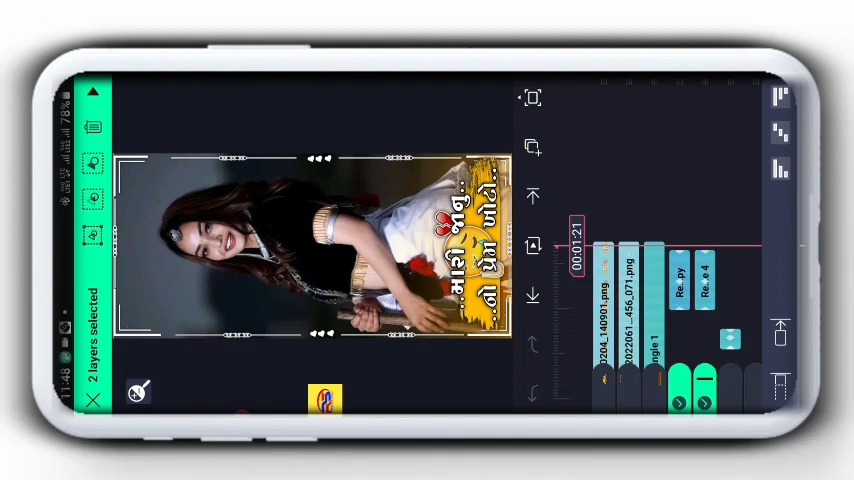 11:48
78%
2 layers selected
..મારી જાનુ..
..નો પ્રેમ ખોટો...
00:01:21
0204_140901.png
2022061...456_071.png
ngle 1
Re...py
Re...e 4